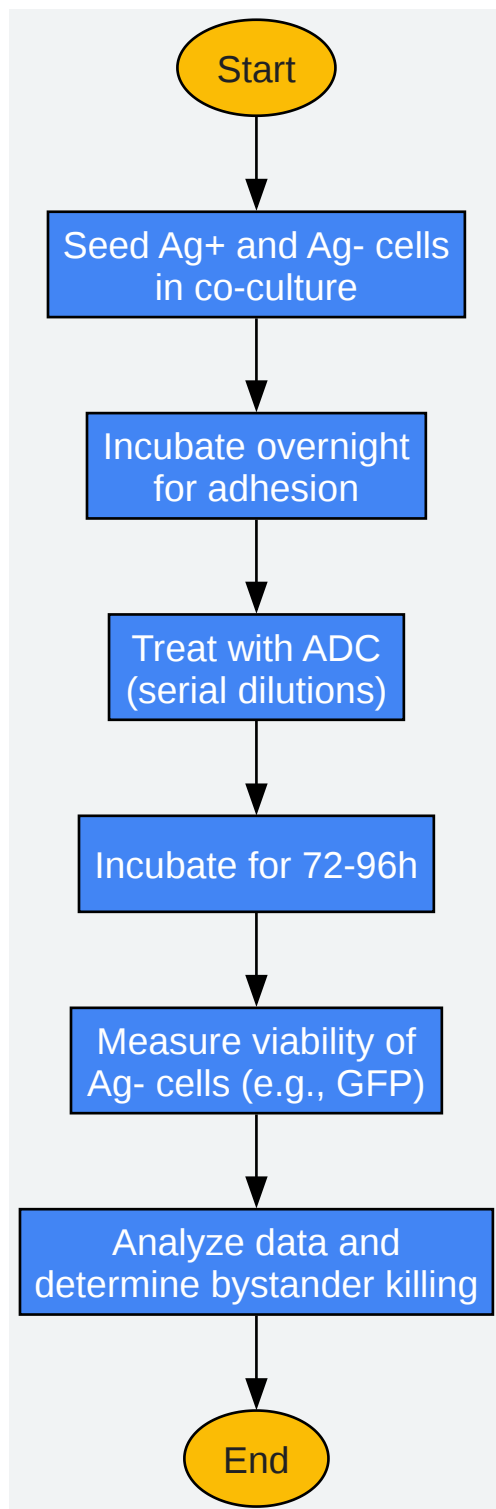 Start
Seed Ag+ and Ag- cells
in co-culture
Incubate overnight
for adhesion
Treat with ADC
(serial dilutions)
Incubate for 72-96h
Measure viability of
Ag- cells (e.g., GFP)
Analyze data and
determine bystander killing
End